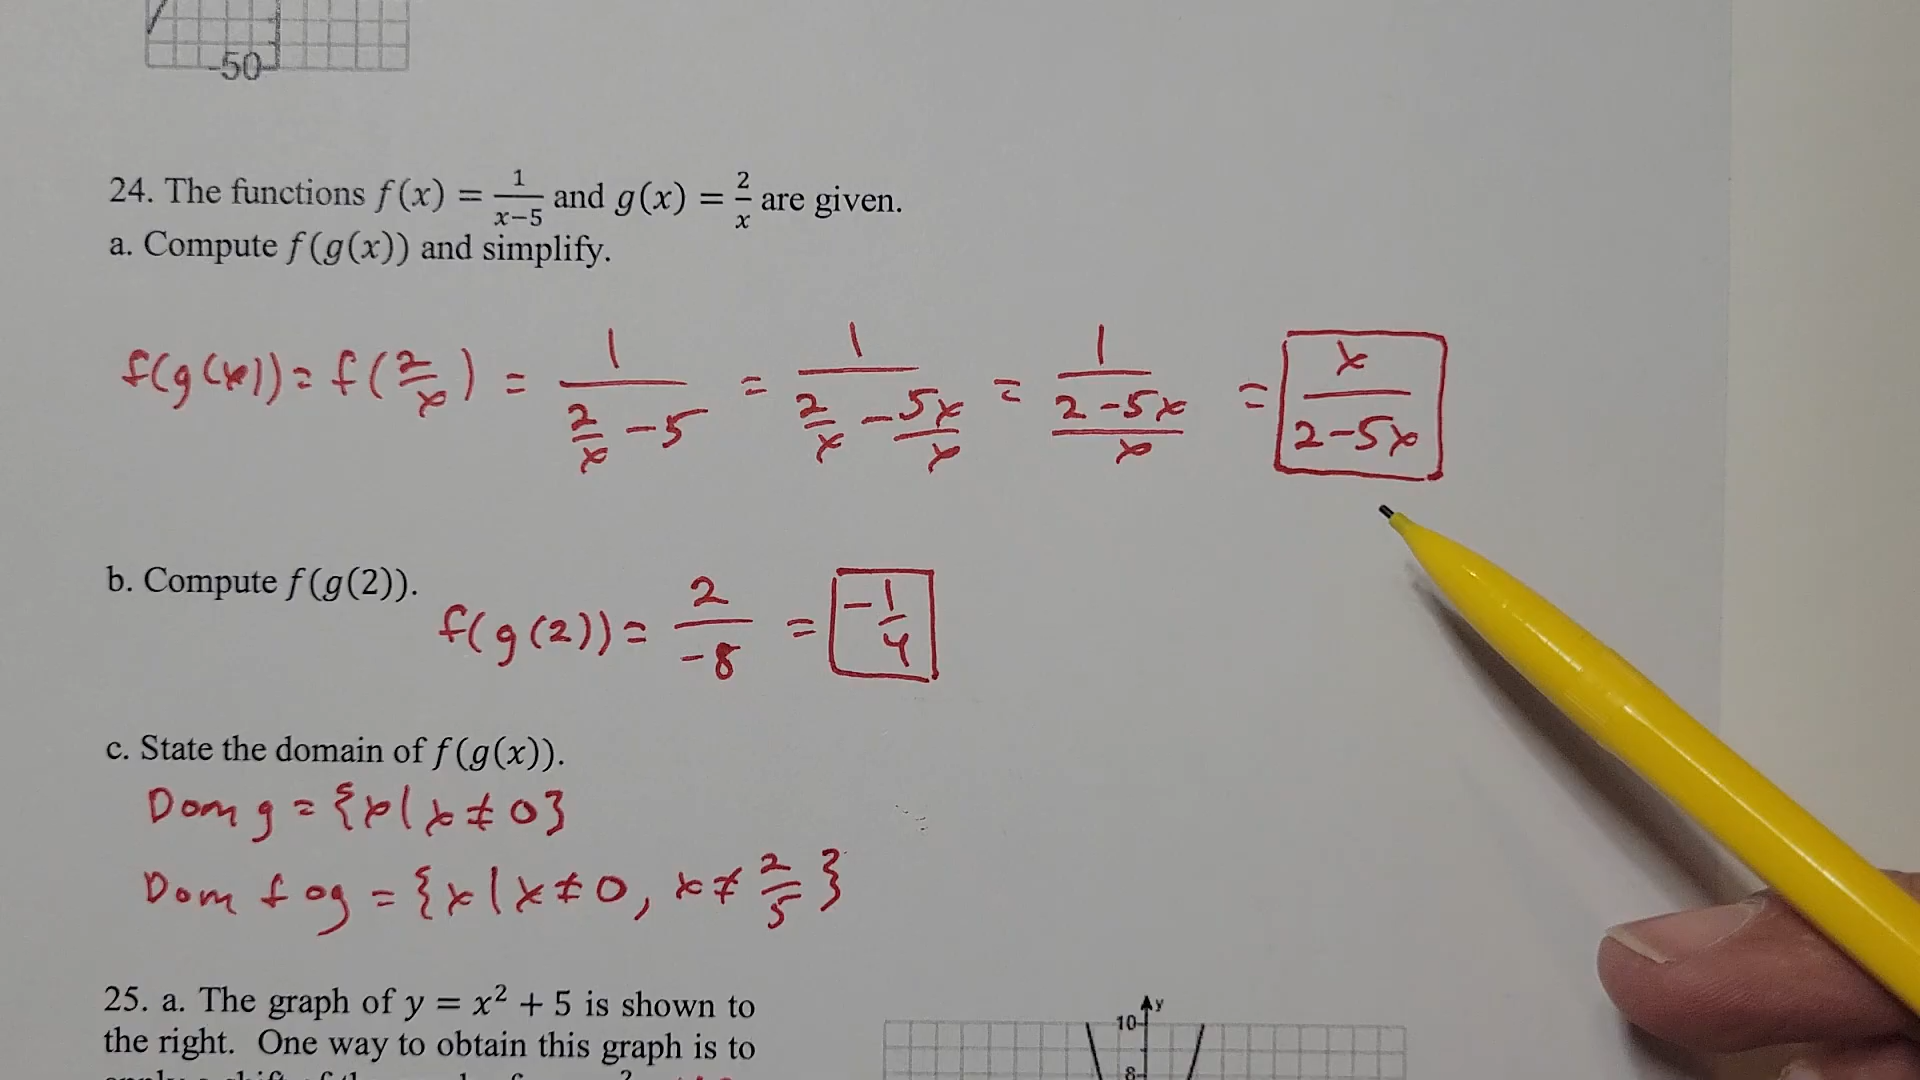 -50
24. The functions f(x) = 1/(x−5) and g(x) = 2/x are given.
a. Compute f(g(x)) and simplify.
f(g(x)) = f(2/x) = 1/(2/x − 5) = 1/(2/x − 5x/x) = 1/((2−5x)/x) = x/(2−5x)
b. Compute f(g(2)).
f(g(2)) = 2/−8 = −1/4
c. State the domain of f(g(x)).
Dom g = {x | x ≠ 0}
Dom f o g = {x | x ≠ 0, x ≠ 2/5}
25. a. The graph of y = x² + 5 is shown to
the right. One way to obtain this graph is to
y
10
8